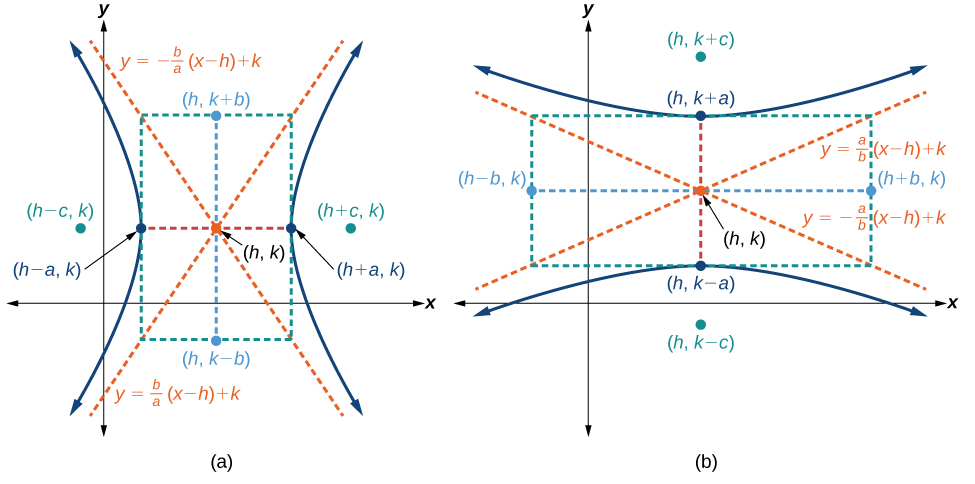 y
y = −b/a (x−h)+k
(h, k+b)
(h−c, k)
(h+c, k)
(h, k)
(h−a, k)
(h+a, k)
x
(h, k−b)
y = b/a (x−h)+k
(a)
y
(h, k+c)
(h, k+a)
y = a/b (x−h)+k
(h−b, k)
(h+b, k)
y = −a/b (x−h)+k
(h, k)
(h, k−a)
x
(h, k−c)
(b)